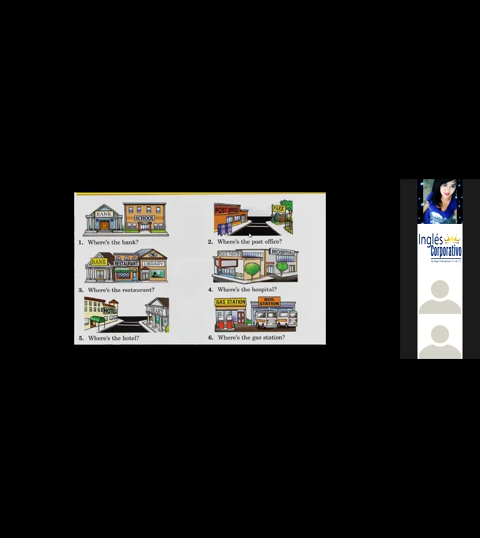 BANK
SCHOOL
1. Where's the bank?
POST OFFICE
PARK
2. Where's the post office?
BANK
RESTAURANT
LIBRARY
3. Where's the restaurant?
HOSPITAL
4. Where's the hospital?
HOTEL
5. Where's the hotel?
GAS STATION
BUS
STATION
6. Where's the gas station?
Inglés
Corporativo